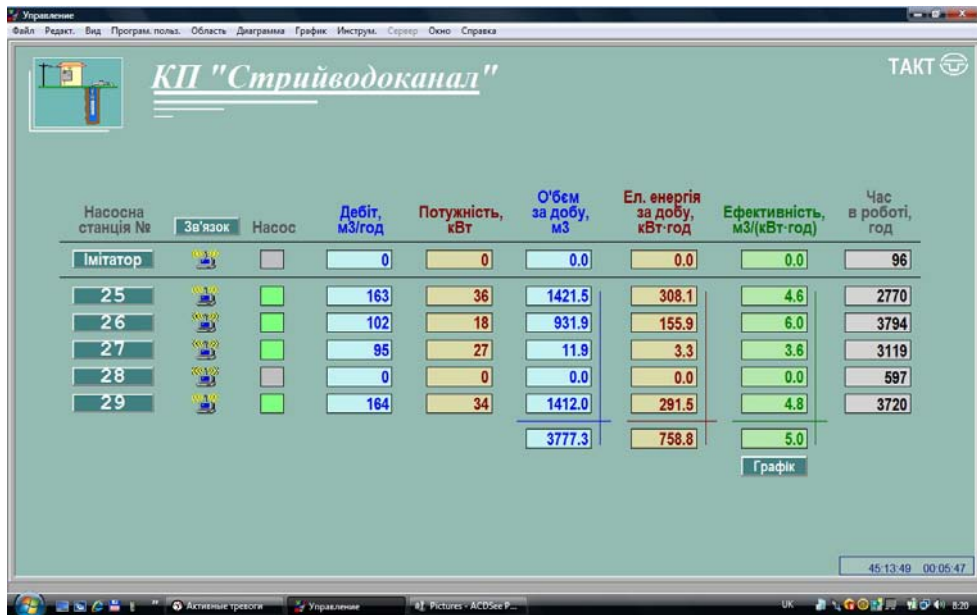 Управление
Файл Редакт. Вид Програм. польз. Область Диаграмма График Инструм. Сервер Окно Справка
КП "Стрийводоканал"
ТАКТ
Насосна станція № Зв'язок Насос Дебіт, м3/год Потужність, кВт О'бєм за добу, м3 Ел. енергія за добу, кВт·год Ефективність, м3/(кВт·год) Час в роботі, год
Імітатор 0 0 0.0 0.0 0.0 96
25 163 36 1421.5 308.1 4.6 2770
26 102 18 931.9 155.9 6.0 3794
27 95 27 11.9 3.3 3.6 3119
28 0 0 0.0 0.0 0.0 597
29 164 34 1412.0 291.5 4.8 3720
3777.3 758.8 5.0
Графік
45:13:49 00:05:47
Активные тревоги Управление Pictures - ACDSee P... UK 8:20